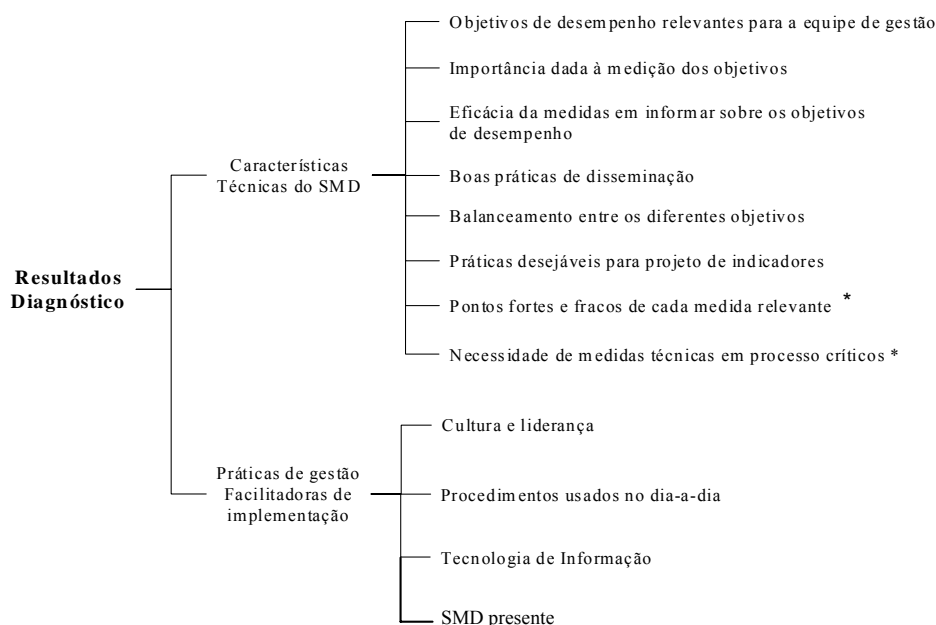 Objetivos de desempenho relevantes para a equipe de gestão
Importância dada à medição dos objetivos
Eficácia da medidas em informar sobre os objetivos
de desempenho
Características
Técnicas do SMD
Boas práticas de disseminação
Balanceamento entre os diferentes objetivos
Práticas desejáveis para projeto de indicadores
Resultados
Diagnóstico
Pontos fortes e fracos de cada medida relevante *
Necessidade de medidas técnicas em processo críticos *
Cultura e liderança
Práticas de gestão
Facilitadoras de
implementação
Procedimentos usados no dia-a-dia
Tecnologia de Informação
SMD presente